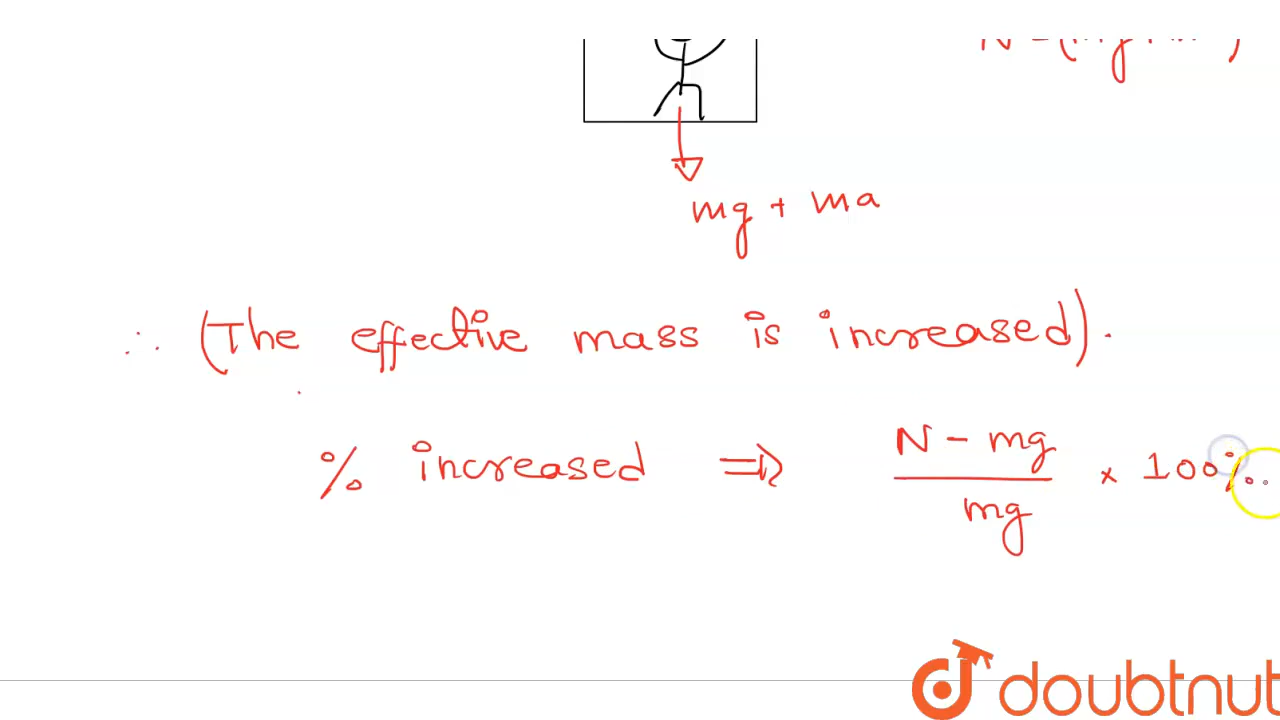 mg + ma
∴ (The effective mass is increased).
% increased ⇒ N - mg / mg × 100%.
doubtnut